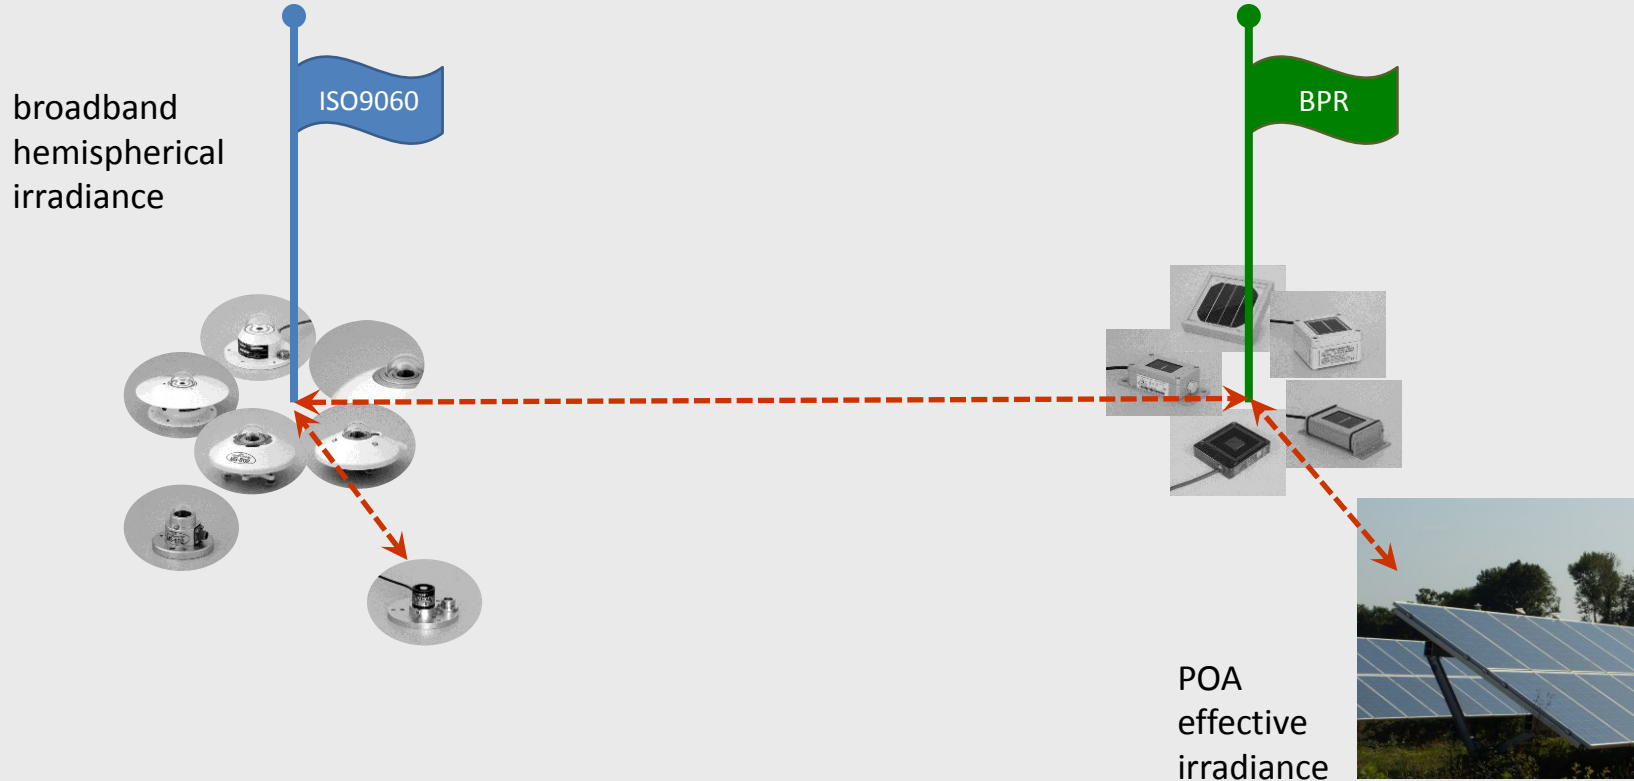 broadband
hemispherical
irradiance
ISO9060
BPR
POA
effective
irradiance